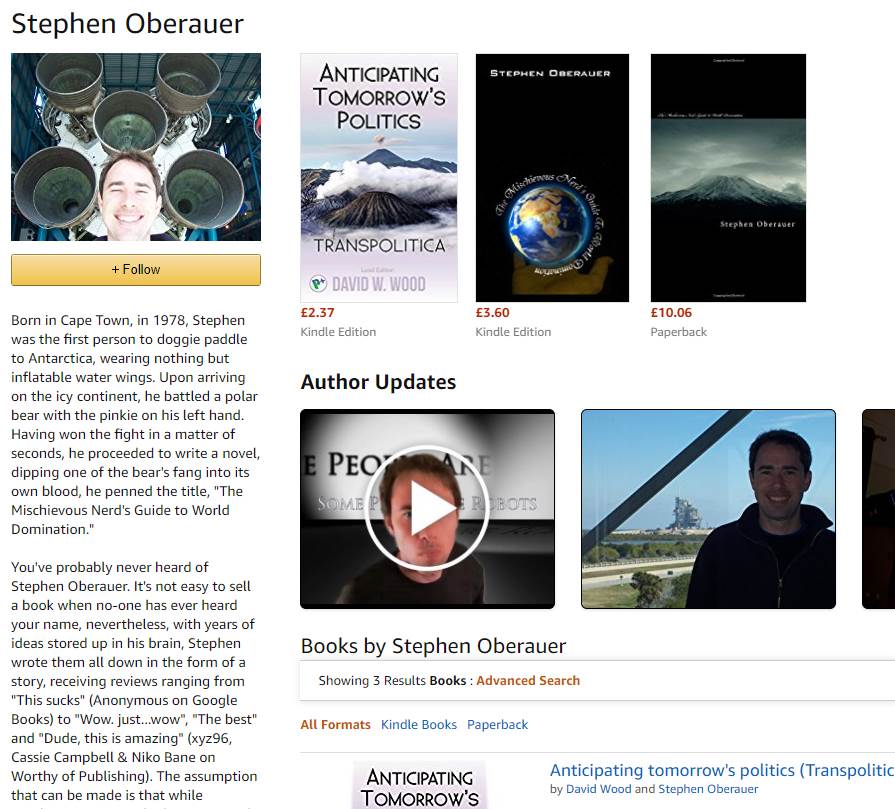 Stephen Oberauer
+ Follow
Born in Cape Town, in 1978, Stephen
was the first person to doggie paddle
to Antarctica, wearing nothing but
inflatable water wings. Upon arriving
on the icy continent, he battled a polar
bear with the pinkie on his left hand.
Having won the fight in a matter of
seconds, he proceeded to write a novel,
dipping one of the bear's fang into its
own blood, he penned the title, "The
Mischievous Nerd's Guide to World
Domination."
You've probably never heard of
Stephen Oberauer. It's not easy to sell
a book when no-one has ever heard
your name, nevertheless, with years of
ideas stored up in his brain, Stephen
wrote them all down in the form of a
story, receiving reviews ranging from
"This sucks" (Anonymous on Google
Books) to "Wow. just...wow", "The best"
and "Dude, this is amazing" (xyz96,
Cassie Campbell & Niko Bane on
Worthy of Publishing). The assumption
that can be made is that while
ANTICIPATING
TOMORROW'S
POLITICS
TRANSPOLITICA
DAVID W. WOOD
£2.37
Kindle Edition
STEPHEN OBERAUER
The Mischievous Nerd's Guide To World
Domination
£3.60
Kindle Edition
The Mischievous Nerd's Guide to World Domination
Stephen Oberauer
£10.06
Paperback
Author Updates
E PEOPLE ARE
SOME
ROBOTS
Books by Stephen Oberauer
Showing 3 Results Books : Advanced Search
All Formats Kindle Books Paperback
ANTICIPATING
TOMORROW'S
Anticipating tomorrow's politics (Transpolitic
by David Wood and Stephen Oberauer